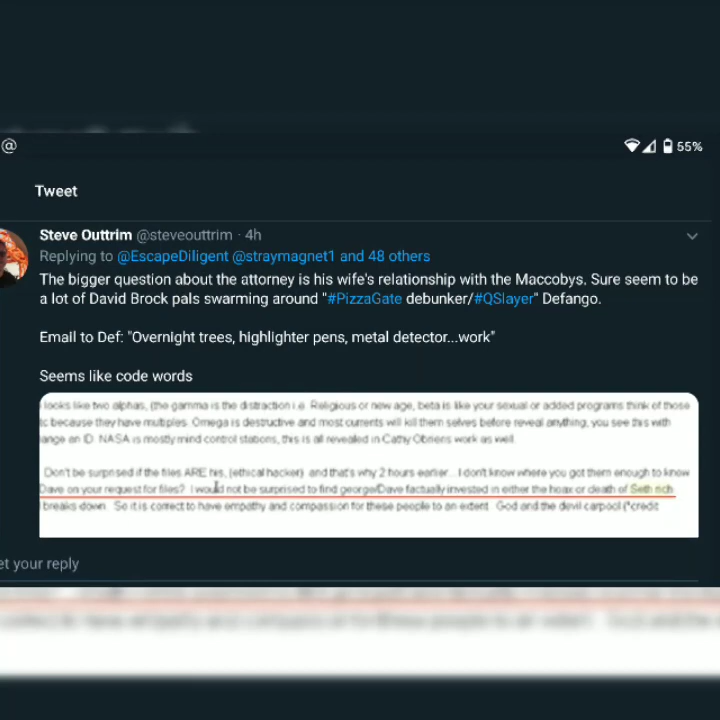 @ 55%
Tweet
Steve Outtrim @steveouttrim · 4h
Replying to @EscapeDiligent @straymagnet1 and 48 others
The bigger question about the attorney is his wife's relationship with the Maccobys. Sure seem to be
a lot of David Brock pals swarming around "#PizzaGate debunker/#QSlayer" Defango.
Email to Def: "Overnight trees, highlighter pens, metal detector...work"
Seems like code words
looks like two alphas, (the gamma is the distraction i.e. Religious or new age, beta is like your sexual or added programs think of those
tc because they have multiples. Omega is destructive and most currents will kill them selves before reveal anything, you see this with
ange an ID. NASA is mostly mind control stations, this is all revealed in Cathy Obriens work as well.
Don't be surprised if the files ARE his, (ethical hacker) and that's why 2 hours earlier... I don't know where you got them enough to know
Dave on your request for files? I would not be surprised to find george/Dave factually invested in either the hoax or death of Seth rich
breaks down. So it is correct to have empathy and compassion for these people to an extent. God and the devil carpool (*credit
et your reply